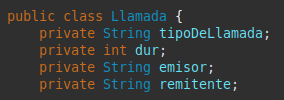 public class Llamada {
    private String tipoDeLlamada;
    private int dur;
    private String emisor;
    private String remitente;